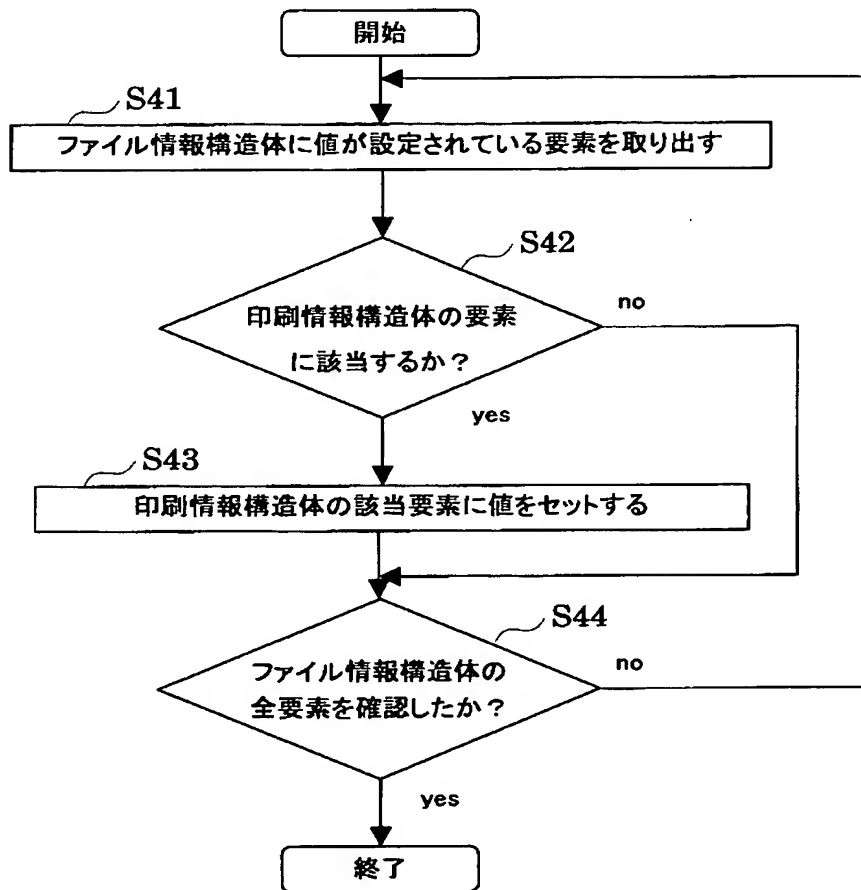 開始
S41
ファイル情報構造体に値が設定されている要素を取り出す
S42
印刷情報構造体の要素
に該当するか？
no
yes
S43
印刷情報構造体の該当要素に値をセットする
S44
ファイル情報構造体の
全要素を確認したか？
no
yes
終了